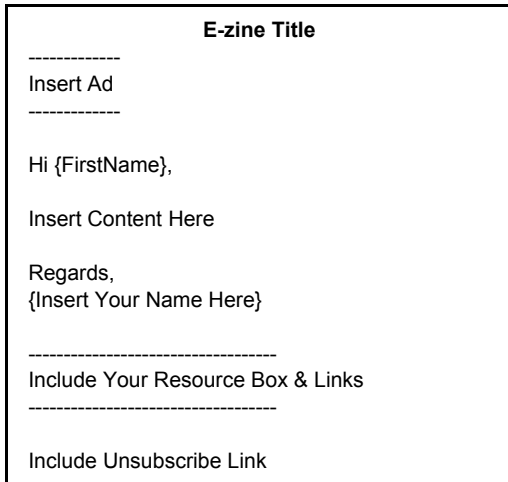 E-zine Title
-------------
Insert Ad
-------------
Hi {FirstName},
Insert Content Here
Regards,
{Insert Your Name Here}
-----------------------------------
Include Your Resource Box & Links
-----------------------------------
Include Unsubscribe Link